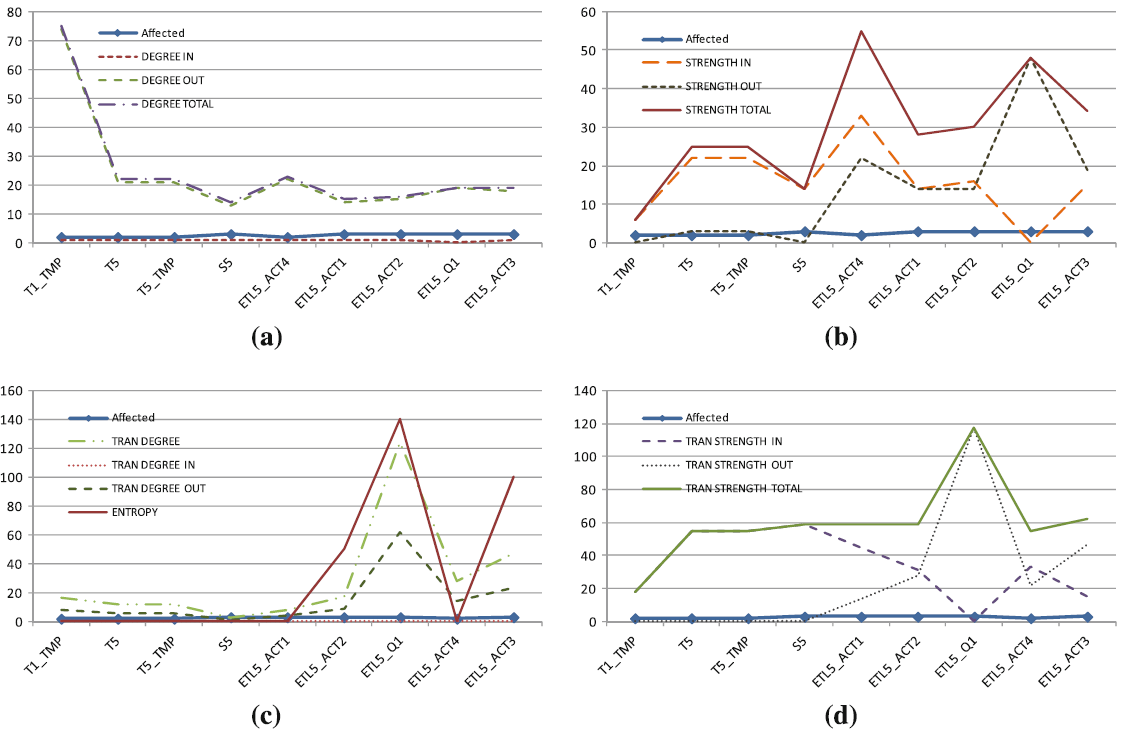 80
70
60
50
40
30
20
10
0
Affected
DEGREE IN
DEGREE OUT
DEGREE TOTAL
T1_TMP
T5
T5_TMP
S5
ETL5_ACT4
ETL5_ACT1
ETL5_ACT2
ETL5_Q1
ETL5_ACT3
(a)
60
50
40
30
20
10
0
Affected
STRENGTH IN
STRENGTH OUT
STRENGTH TOTAL
T1_TMP
T5
T5_TMP
S5
ETL5_ACT4
ETL5_ACT1
ETL5_ACT2
ETL5_Q1
ETL5_ACT3
(b)
160
140
120
100
80
60
40
20
0
Affected
TRAN DEGREE
TRAN DEGREE IN
TRAN DEGREE OUT
ENTROPY
T1_TMP
T5
T5_TMP
S5
ETL5_ACT1
ETL5_ACT2
ETL5_Q1
ETL5_ACT4
ETL5_ACT3
(c)
140
120
100
80
60
40
20
0
Affected
TRAN STRENGTH IN
TRAN STRENGTH OUT
TRAN STRENGTH TOTAL
T1_TMP
T5
T5_TMP
S5
ETL5_ACT1
ETL5_ACT2
ETL5_Q1
ETL5_ACT4
ETL5_ACT3
(d)